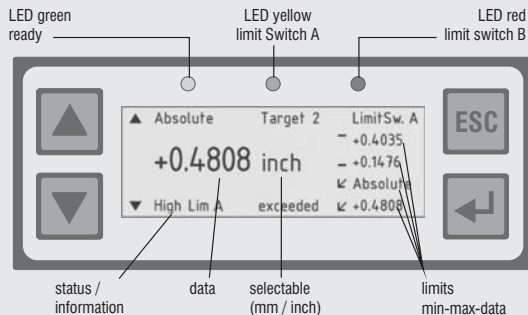 LED green
ready
LED yellow
limit Switch A
LED red
limit switch B
ESC
▲ Absolute Target 2 LimitSw. A
+0.4035
+0.4808 inch
+0.1476
Absolute
▼ High Lim A exceeded +0.4808
status /
information
data
selectable
(mm / inch)
limits
min-max-data